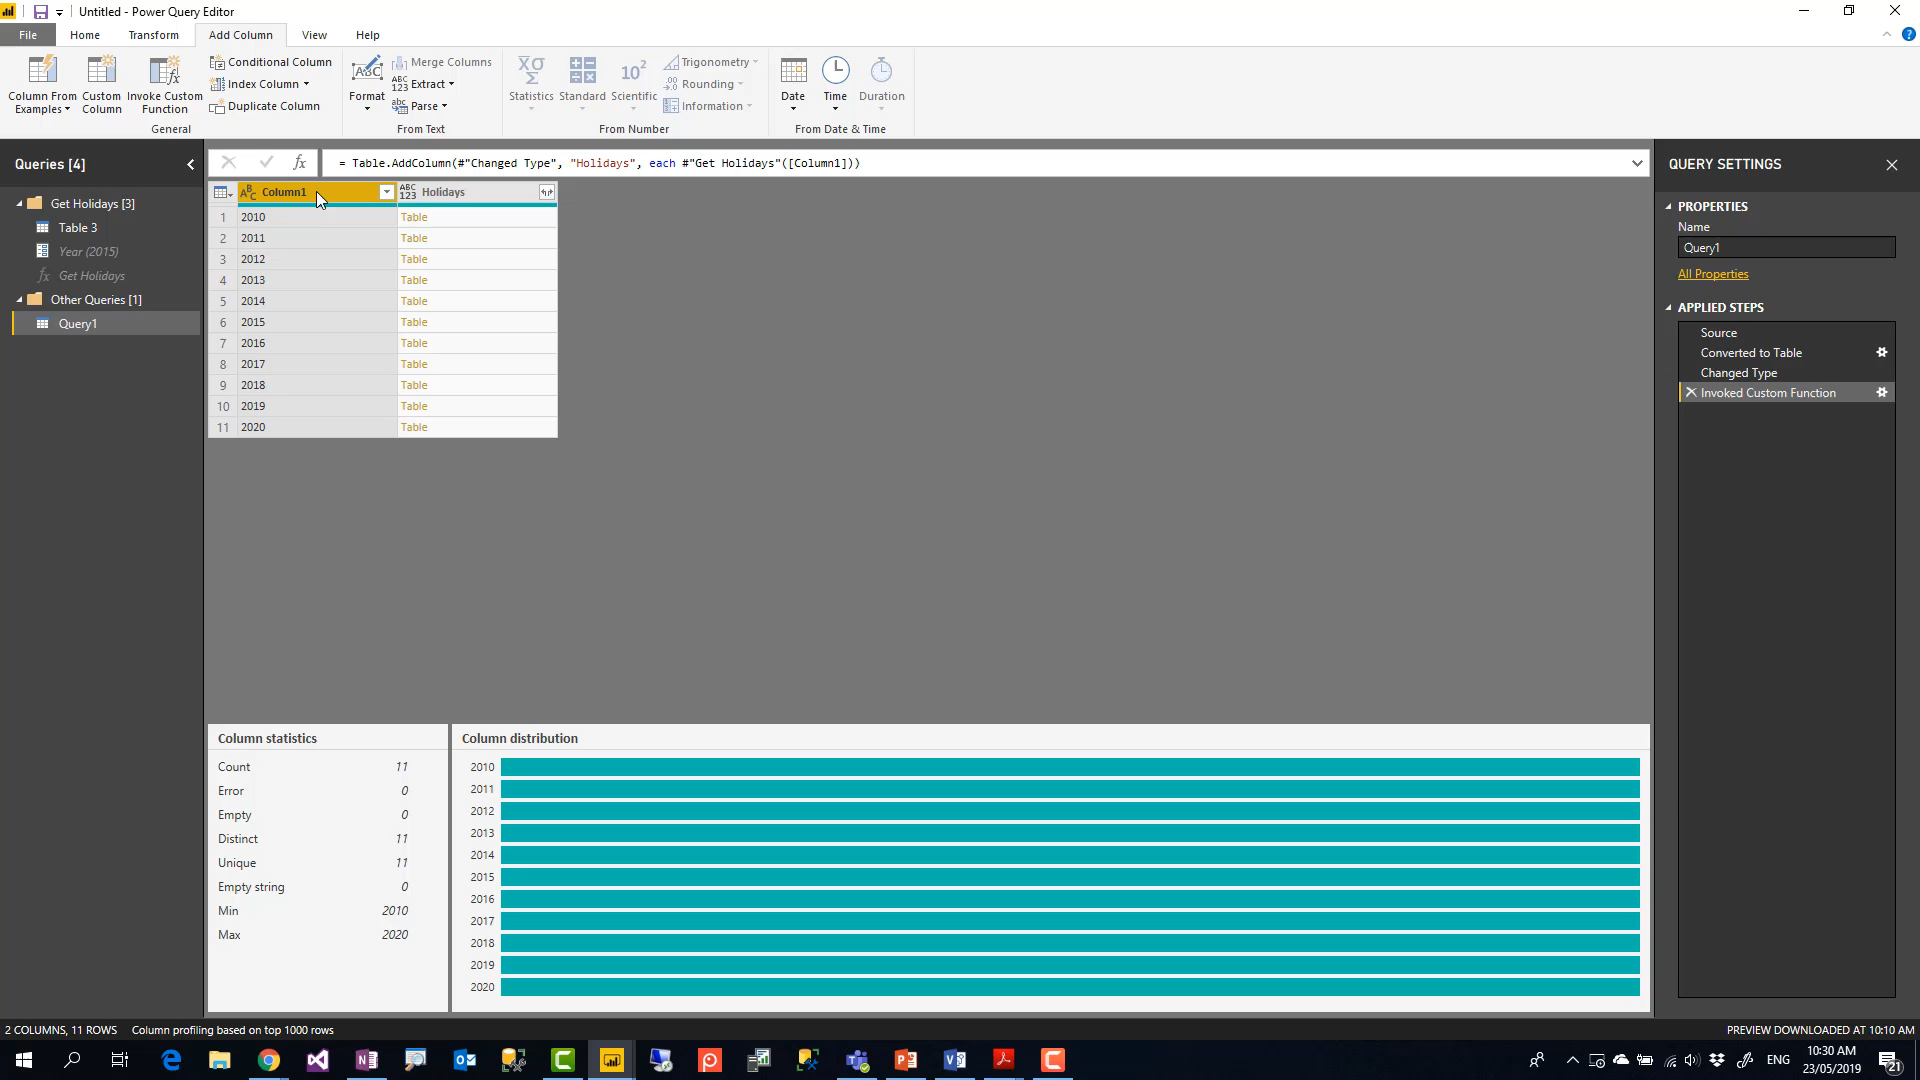 Untitled - Power Query Editor
File Home Transform Add Column View Help
Column From Examples
Custom Column
Invoke Custom Function
Conditional Column
Index Column
Duplicate Column
General
Format
Merge Columns
Extract
Parse
From Text
Statistics
Standard
Scientific
Trigonometry
Rounding
Information
From Number
Date
Time
Duration
From Date & Time
Queries [4]
Get Holidays [3]
Table 3
Year (2015)
Get Holidays
Other Queries [1]
Query1
= Table.AddColumn(#"Changed Type", "Holidays", each #"Get Holidays"([Column1]))
Column1 Holidays
1 2010 Table
2 2011 Table
3 2012 Table
4 2013 Table
5 2014 Table
6 2015 Table
7 2016 Table
8 2017 Table
9 2018 Table
10 2019 Table
11 2020 Table
Column statistics
Count 11
Error 0
Empty 0
Distinct 11
Unique 11
Empty string 0
Min 2010
Max 2020
Column distribution
2010
2011
2012
2013
2014
2015
2016
2017
2018
2019
2020
QUERY SETTINGS
PROPERTIES
Name
Query1
All Properties
APPLIED STEPS
Source
Converted to Table
Changed Type
Invoked Custom Function
2 COLUMNS, 11 ROWS Column profiling based on top 1000 rows
PREVIEW DOWNLOADED AT 10:10 AM
ENG
10:30 AM
23/05/2019
21